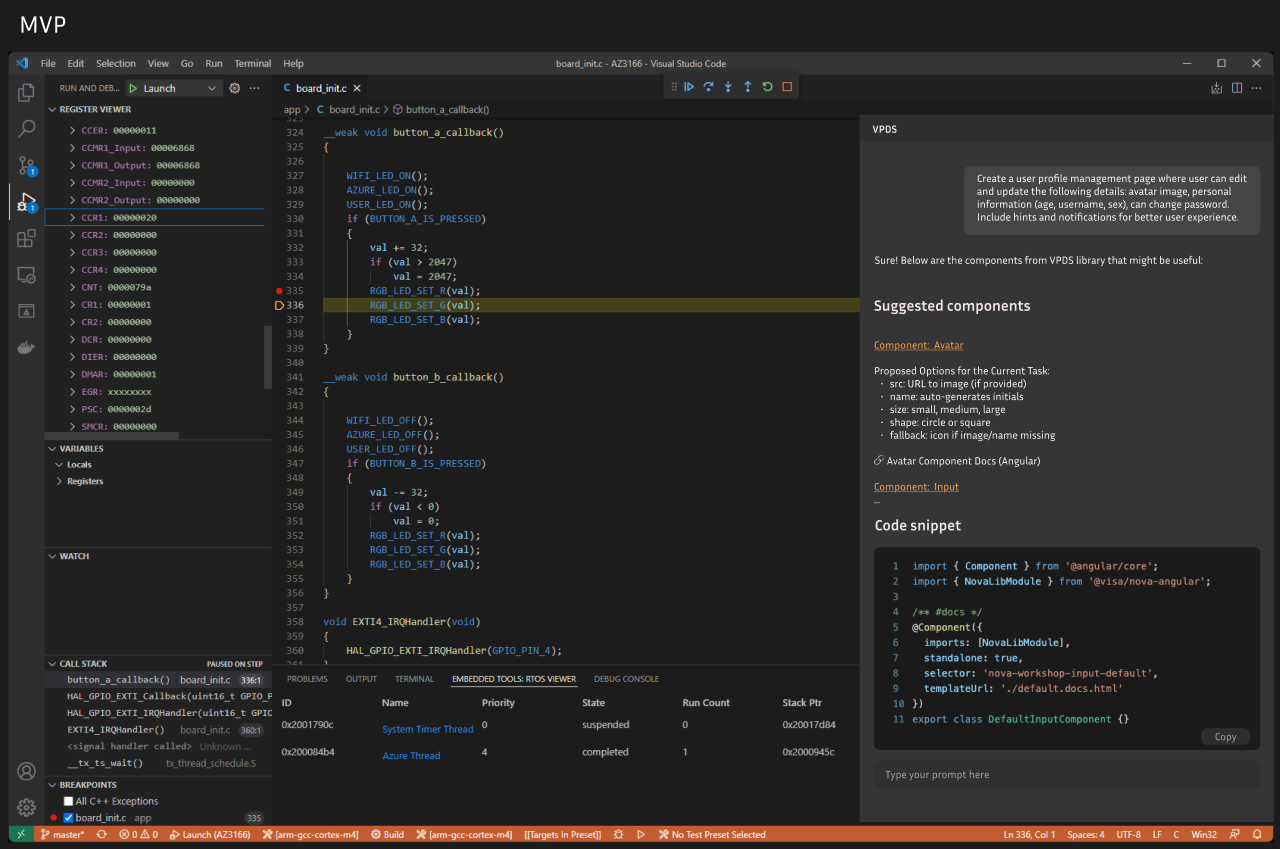 MVP
File Edit Selection View Go Run Terminal Help
board_init.c - AZ3166 - Visual Studio Code
RUN AND DEB... Launch
REGISTER VIEWER
CCER: 00000011
CCMR1_Input: 00006868
CCMR1_Output: 00006868
CCMR2_Input: 00000000
CCMR2_Output: 00000000
CCR1: 00000020
CCR2: 00000000
CCR3: 00000000
CCR4: 00000000
CNT: 0000079a
CR1: 00000001
CR2: 00000000
DCR: 00000000
DIER: 00000000
DMAR: 00000001
EGR: xxxxxxxx
PSC: 0000002d
SMCR: 00000000
VARIABLES
Locals
Registers
WATCH
CALL STACK PAUSED ON STEP
button_a_callback() board_init.c 336:1
HAL_GPIO_EXTI_Callback(uint16_t GPIO_P
HAL_GPIO_EXTI_IRQHandler(uint16_t GPIO
EXTI4_IRQHandler() board_init.c 360:1
<signal handler called> Unknown ...
__tx_ts_wait() tx_thread_schedule.S
BREAKPOINTS
All C++ Exceptions
board_init.c app 335
1
1
C board_init.c
app > C board_init.c > button_a_callback()
323
324 __weak void button_a_callback()
325 {
326
327 WIFI_LED_ON();
328 AZURE_LED_ON();
329 USER_LED_ON();
330 if (BUTTON_A_IS_PRESSED)
331 {
332 val += 32;
333 if (val > 2047)
334 val = 2047;
335 RGB_LED_SET_R(val);
336 RGB_LED_SET_G(val);
337 RGB_LED_SET_B(val);
338 }
339 }
340
341 __weak void button_b_callback()
342 {
343
344 WIFI_LED_OFF();
345 AZURE_LED_OFF();
346 USER_LED_OFF();
347 if (BUTTON_B_IS_PRESSED)
348 {
349 val -= 32;
350 if (val < 0)
351 val = 0;
352 RGB_LED_SET_R(val);
353 RGB_LED_SET_G(val);
354 RGB_LED_SET_B(val);
355 }
356 }
357
358 void EXTI4_IRQHandler(void)
359 {
360 HAL_GPIO_EXTI_IRQHandler(GPIO_PIN_4);
361 }
PROBLEMS OUTPUT TERMINAL EMBEDDED TOOLS: RTOS VIEWER DEBUG CONSOLE
ID Name Priority State Run Count Stack Ptr
0x2001790c System Timer Thread 0 suspended 0 0x20017d84
0x200084b4 Azure Thread 4 completed 1 0x2000945c
VPDS
Create a user profile management page where user can edit
and update the following details: avatar image, personal
information (age, username, sex), can change password.
Include hints and notifications for better user experience.
Sure! Below are the components from VPDS library that might be useful:
Suggested components
Component: Avatar
Proposed Options for the Current Task:
· src: URL to image (if provided)
· name: auto-generates initials
· size: small, medium, large
· shape: circle or square
· fallback: icon if image/name missing
🔗 Avatar Component Docs (Angular)
Component: Input
_
Code snippet
1 import { Component } from '@angular/core';
2 import { NovaLibModule } from '@visa/nova-angular';
3
4 /** #docs */
5 @Component({
6 imports: [NovaLibModule],
7 standalone: true,
8 selector: 'nova-workshop-input-default',
9 templateUrl: './default.docs.html'
10 })
11 export class DefaultInputComponent {}
Copy
Type your prompt here
master* 0 0 Launch (AZ3166) [arm-gcc-cortex-m4] Build [arm-gcc-cortex-m4] [[Targets In Preset]] No Test Preset Selected Ln 336, Col 1 Spaces: 4 UTF-8 LF C Win32